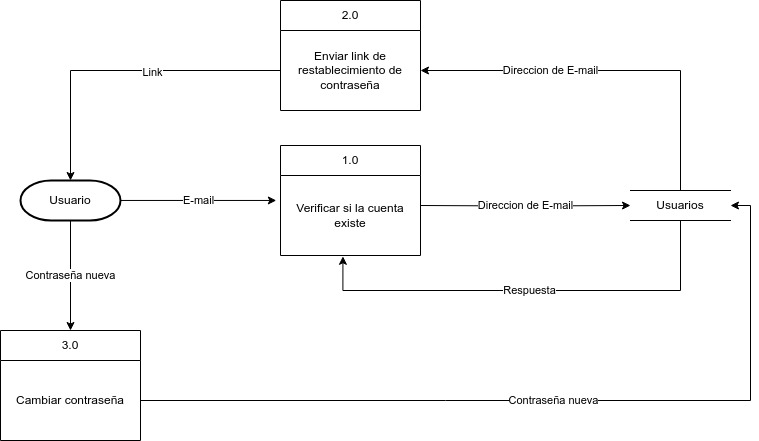 2.0
Enviar link de
restablecimiento de
contraseña
Link
Direccion de E-mail
1.0
Verificar si la cuenta
existe
Usuario
E-mail
Direccion de E-mail
Usuarios
Contraseña nueva
Respuesta
3.0
Cambiar contraseña
Contraseña nueva